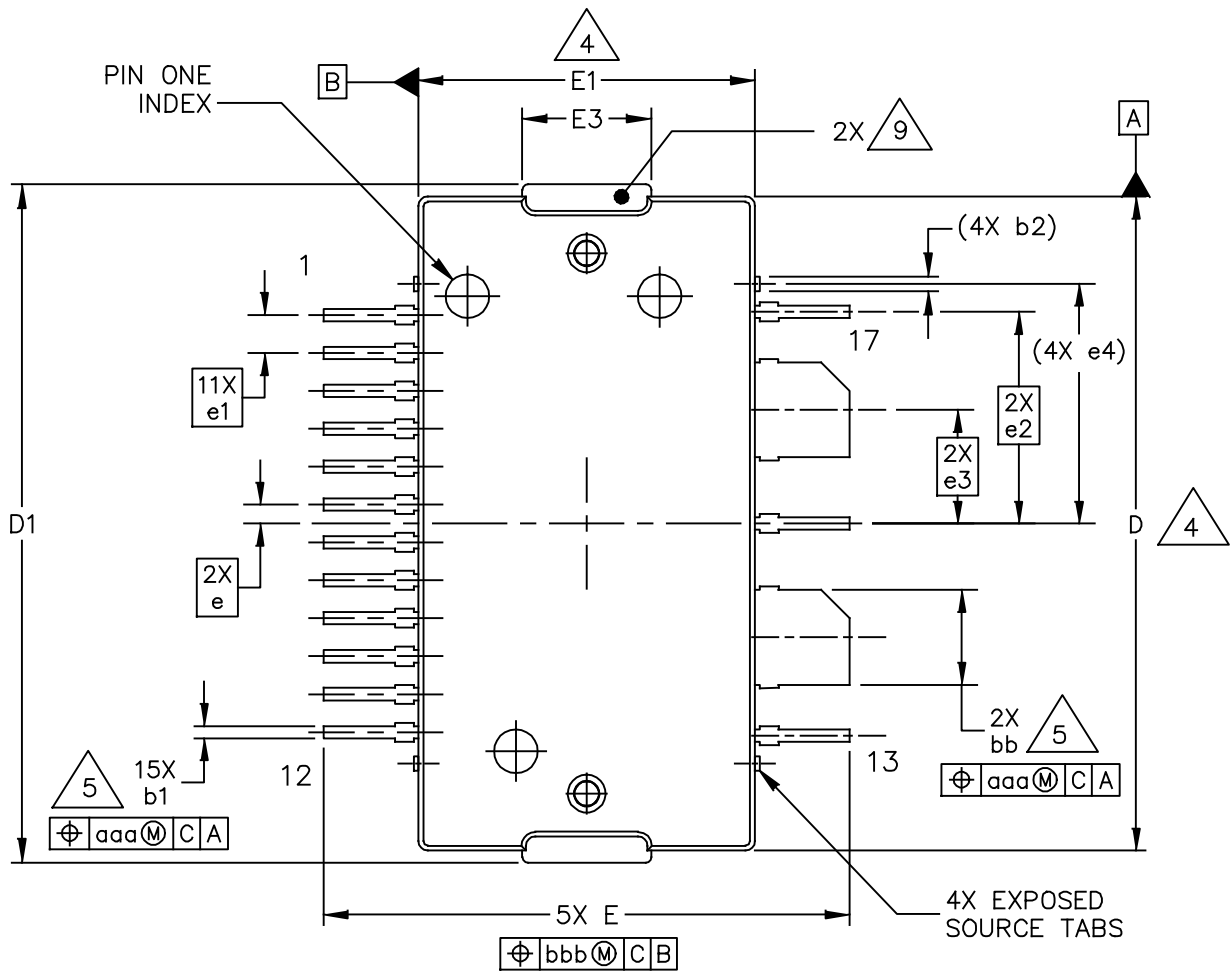 4
PIN ONE
INDEX
B
E1
E3
2X 9
A
(4X b2)
1
17
(4X e4)
11X
e1
2X
e2
2X
e3
D1
D 4
2X
e
2X
bb 5
⌖ aaa Ⓜ C A
5 15X
b1
12
13
⌖ aaa Ⓜ C A
5X E
⌖ bbb Ⓜ C B
4X EXPOSED
SOURCE TABS